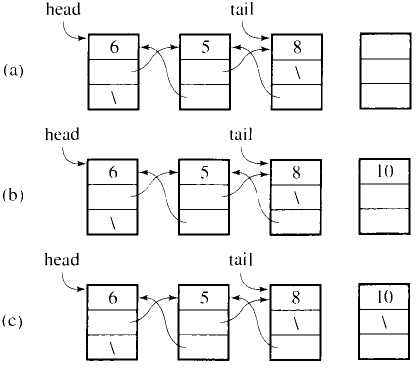 head tail
(a) 6 5 8
\
\
head tail
(b) 6 5 8 10
\
\
head tail
(c) 6 5 8 10
\ \
\